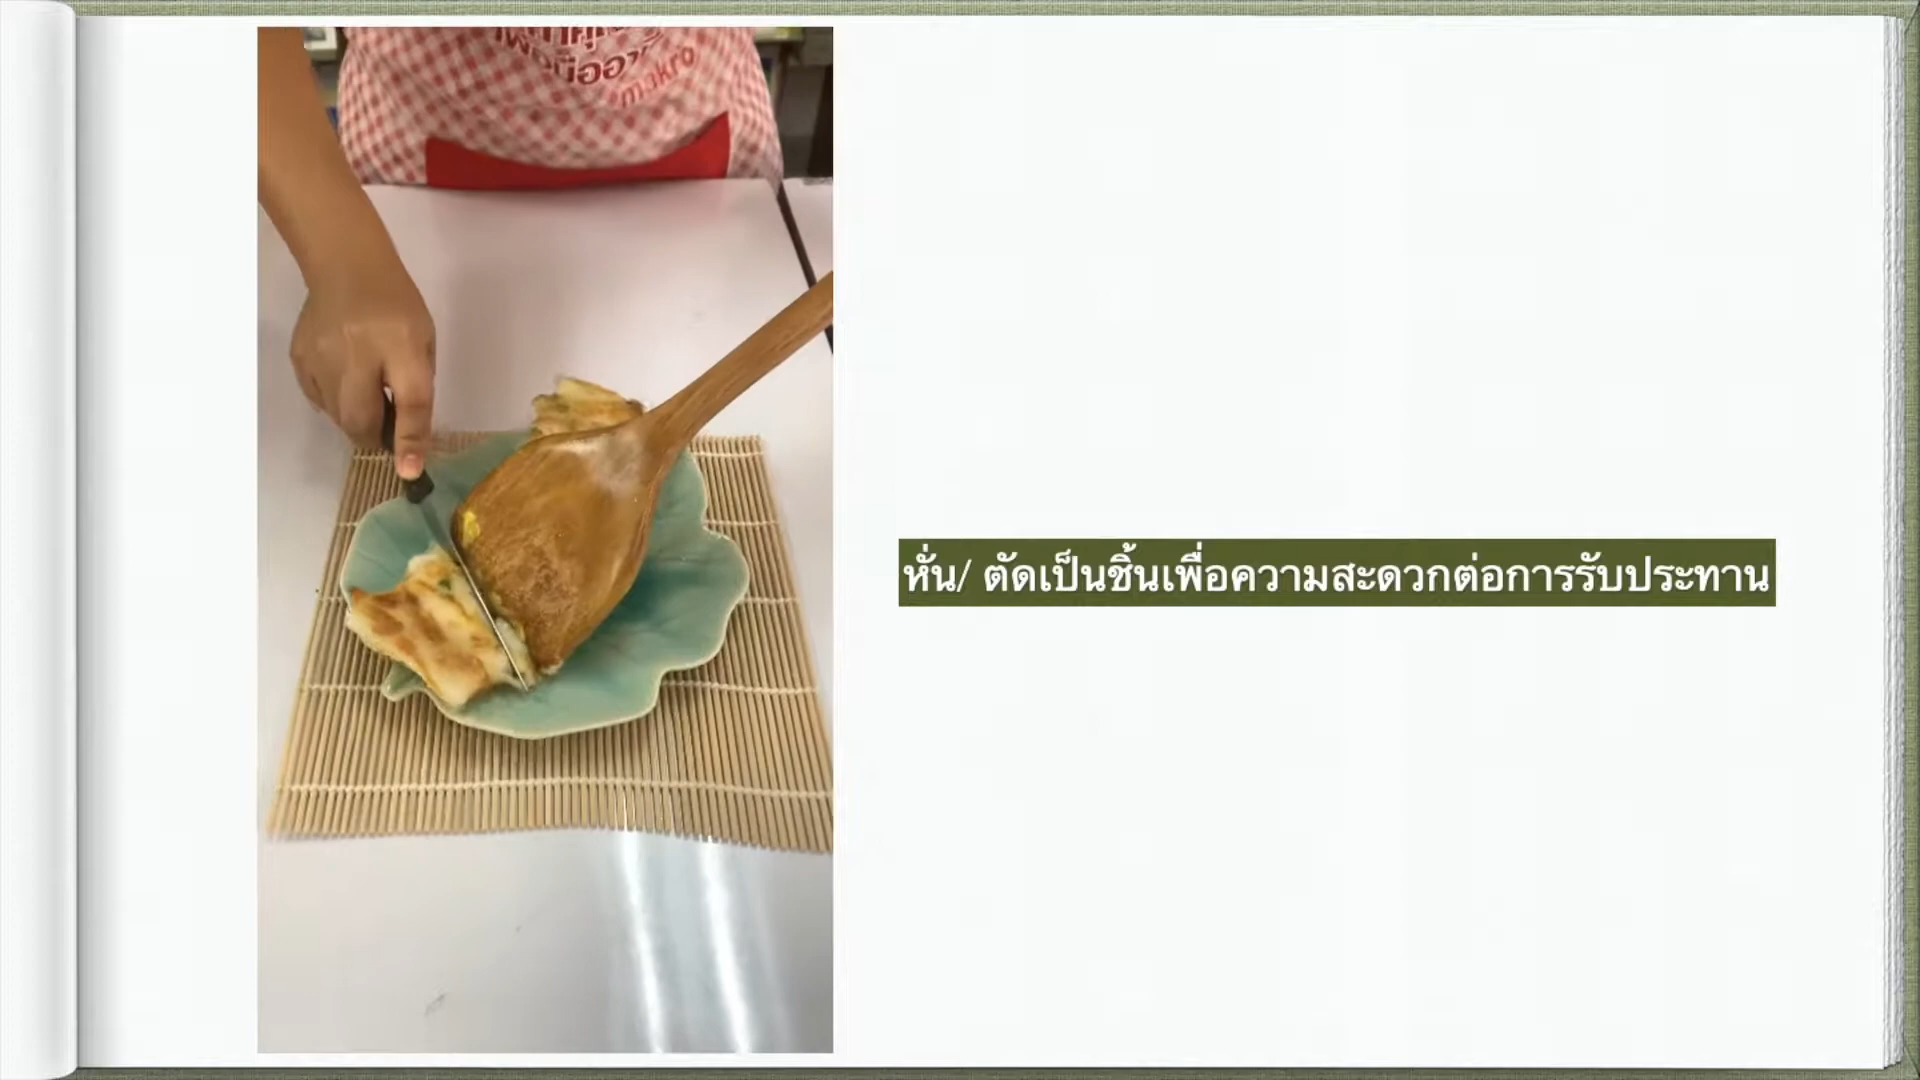 makro
หั่น/ ตัดเป็นชิ้นเพื่อความสะดวกต่อการรับประทาน